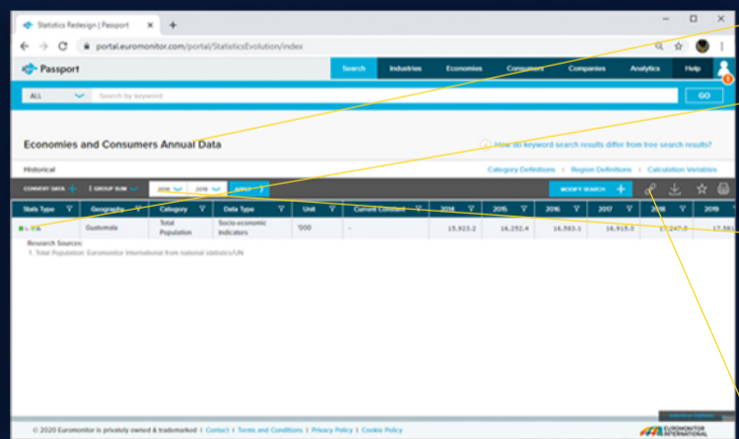 Statistics Redesign | Passport
portal.euromonitor.com/portal/StatisticsEvolution/index
Passport
Search Industries Economies Consumers Companies Analytics Help
ALL Search by keyword GO
Economies and Consumers Annual Data
How do keyword search results differ from tree search results?
Historical
Category Definitions | Region Definitions | Calculation Variables
CONVERT DATA GROUP SUM 2019 APPLY MODIFY SEARCH
Stats Type Geography Category Data Type Unit Current Constant 2014 2015 2016 2017 2018 2019
Guatemala Total Population Socio-economic Indicators '000 - 15,923.2 16,252.4 16,583.1 16,915.0
Research Sources:
1. Total Population: Euromonitor International from national statistics/UN
© 2020 Euromonitor is privately owned & trademarked | Contact | Terms and Conditions | Privacy Policy | Cookie Policy
EUROMONITOR
INTERNATIONAL